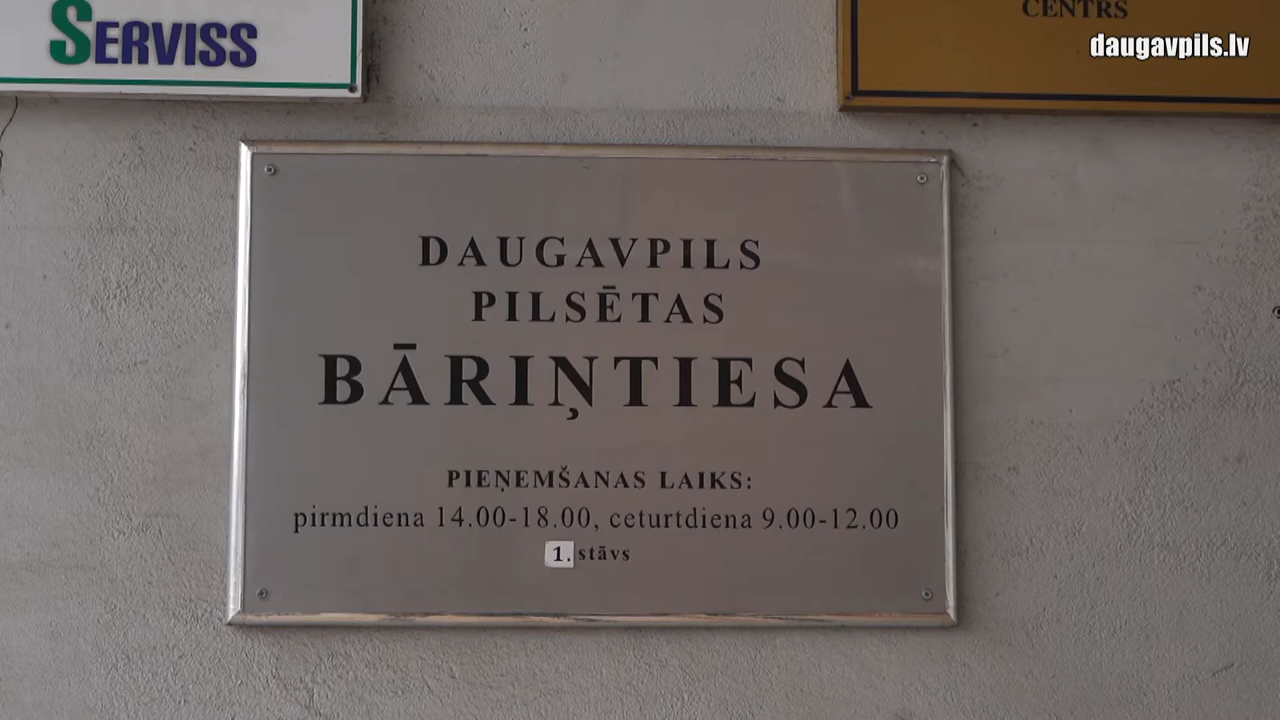 SERVISS
CENTRS
daugavpils.lv
DAUGAVPILS
PILSĒTAS
BĀRIŅTIESA
PIEŅEMŠANAS LAIKS:
pirmdiena 14.00-18.00, ceturtdiena 9.00-12.00
1. stāvs